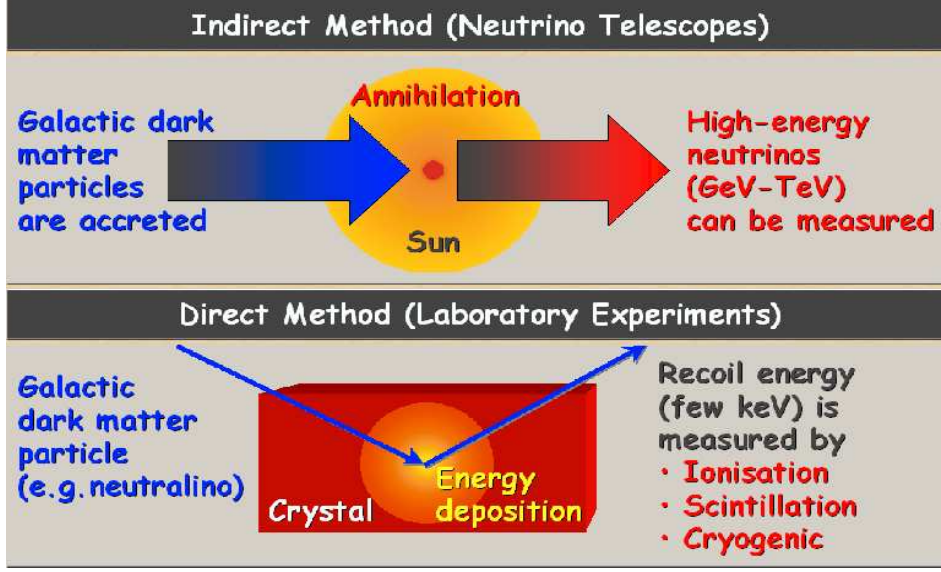 Indirect Method (Neutrino Telescopes)
Galactic dark
matter
particles
are accreted
Annihilation
Sun
High-energy
neutrinos
(GeV-TeV)
can be measured
Direct Method (Laboratory Experiments)
Galactic
dark matter
particle
(e.g.neutralino)
Crystal
Energy
deposition
Recoil energy
(few keV) is
measured by
• Ionisation
• Scintillation
• Cryogenic